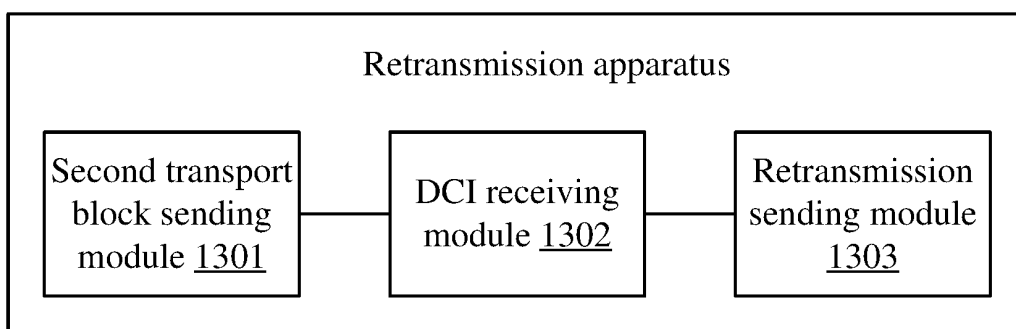 Retransmission apparatus
Second transport
block sending
module 1301
DCI receiving
module 1302
Retransmission
sending module
1303